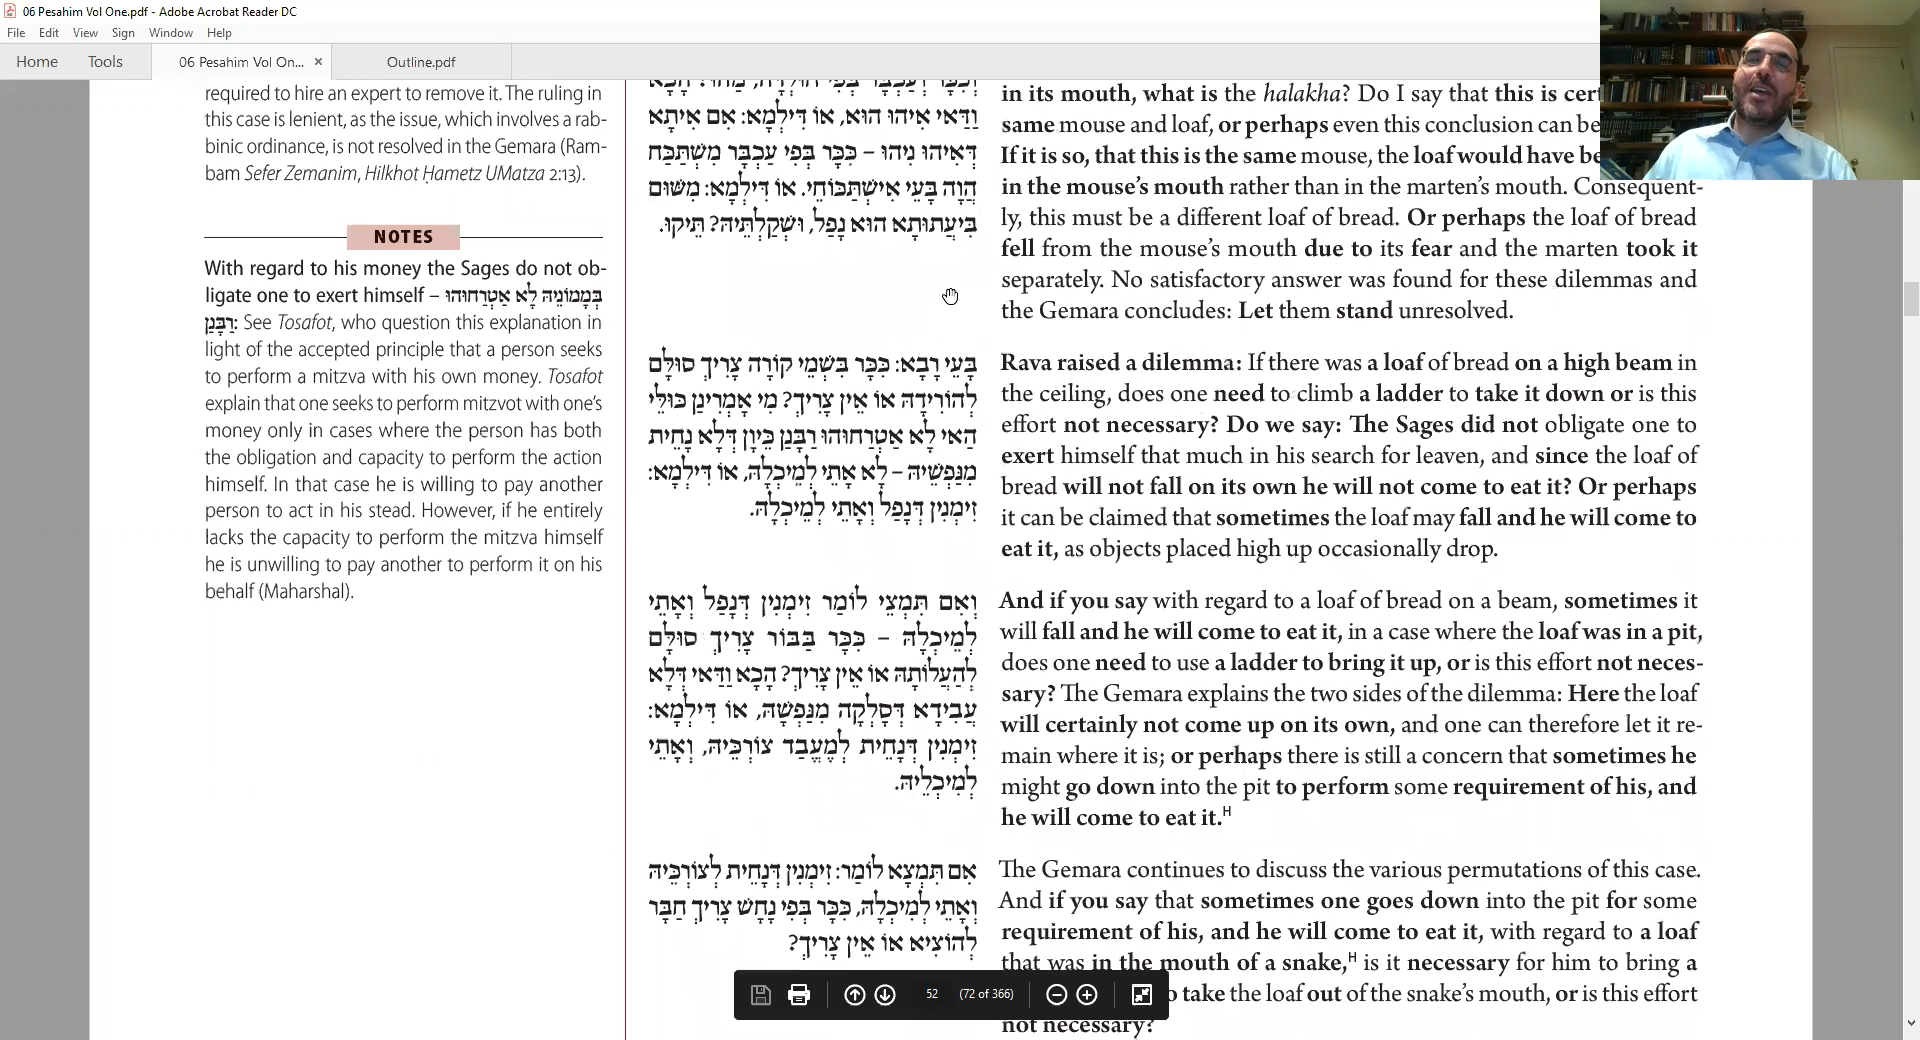 06 Pesahim Vol One.pdf - Adobe Acrobat Reader DC
File Edit View Sign Window Help
Home Tools 06 Pesahim Vol On... × Outline.pdf
required to hire an expert to remove it. The ruling in
this case is lenient, as the issue, which involves a rab-
binic ordinance, is not resolved in the Gemara (Ram-
bam Sefer Zemanim, Hilkhot Ḥametz UMatza 2:13).
NOTES
With regard to his money the Sages do not ob-
ligate one to exert himself – בְּמָמוֹנֵיהּ לָא אַטְרְחוּהוּ
רַבָּנַן: See Tosafot, who question this explanation in
light of the accepted principle that a person seeks
to perform a mitzva with his own money. Tosafot
explain that one seeks to perform mitzvot with one's
money only in cases where the person has both
the obligation and capacity to perform the action
himself. In that case he is willing to pay another
person to act in his stead. However, if he entirely
lacks the capacity to perform the mitzva himself
he is unwilling to pay another to perform it on his
behalf (Maharshal).
וַדַּאי אִיהוּ הוּא, אוֹ דִּילְמָא: אִם אִיתָא
דְּאִיהוּ נִיהוּ – כִּכָּר בְּפִי עַכְבָּר מִשְׁתַּכַּח
הֲוָה בָּעֵי אִישְׁתַּכּוֹחֵי. אוֹ דִּילְמָא: מִשּׁוּם
בִּיעֲתוּתָא הוּא נָפַל, וּשְׁקַלְתֵּיהּ? תֵּיקוּ.
בָּעֵי רָבָא: כִּכָּר בִּשְׁמֵי קוֹרָה צָרִיךְ סוּלָּם
לְהוֹרִידָהּ אוֹ אֵין צָרִיךְ? מִי אָמְרִינַן כּוּלֵּי
הַאי לָא אַטְרְחוּהוּ רַבָּנַן כֵּיוָן דְּלָא נָחֵית
מִנַּפְשֵׁיהּ – לָא אָתֵי לְמֵיכְלָהּ, אוֹ דִּילְמָא:
זִימְנִין דְּנָפַל וְאָתֵי לְמֵיכְלָהּ.
וְאִם תִּמְצֵי לוֹמַר זִימְנִין דְּנָפַל וְאָתֵי
לְמֵיכְלָהּ – כִּכָּר בַּבּוֹר צָרִיךְ סוּלָּם
לְהַעֲלוֹתָהּ אוֹ אֵין צָרִיךְ? הָכָא וַדַּאי דְּלָא
עֲבִידָא דְּסָלְקָה מִנַּפְשָׁהּ, אוֹ דִּילְמָא:
זִימְנִין דְּנָחֵית לְמֶעְבַּד צוֹרְכֵּיהּ, וְאָתֵי
לְמִיכְלֵיהּ.
אִם תִּמְצָא לוֹמַר: זִימְנִין דְּנָחֵית לְצוֹרְכֵּיהּ
וְאָתֵי לְמִיכְלָהּ, כִּכָּר בְּפִי נָחָשׁ צָרִיךְ חַבָּר
לְהוֹצִיא אוֹ אֵין צָרִיךְ?
in its mouth, what is the halakha? Do I say that this is cer
same mouse and loaf, or perhaps even this conclusion can be
If it is so, that this is the same mouse, the loaf would have be
in the mouse's mouth rather than in the marten's mouth. Consequent-
ly, this must be a different loaf of bread. Or perhaps the loaf of bread
fell from the mouse's mouth due to its fear and the marten took it
separately. No satisfactory answer was found for these dilemmas and
the Gemara concludes: Let them stand unresolved.
Rava raised a dilemma: If there was a loaf of bread on a high beam in
the ceiling, does one need to climb a ladder to take it down or is this
effort not necessary? Do we say: The Sages did not obligate one to
exert himself that much in his search for leaven, and since the loaf of
bread will not fall on its own he will not come to eat it? Or perhaps
it can be claimed that sometimes the loaf may fall and he will come to
eat it, as objects placed high up occasionally drop.
And if you say with regard to a loaf of bread on a beam, sometimes it
will fall and he will come to eat it, in a case where the loaf was in a pit,
does one need to use a ladder to bring it up, or is this effort not neces-
sary? The Gemara explains the two sides of the dilemma: Here the loaf
will certainly not come up on its own, and one can therefore let it re-
main where it is; or perhaps there is still a concern that sometimes he
might go down into the pit to perform some requirement of his, and
he will come to eat it.H
The Gemara continues to discuss the various permutations of this case.
And if you say that sometimes one goes down into the pit for some
requirement of his, and he will come to eat it, with regard to a loaf
that was in the mouth of a snake,H is it necessary for him to bring a
o take the loaf out of the snake's mouth, or is this effort
not necessary?
52 (72 of 366)